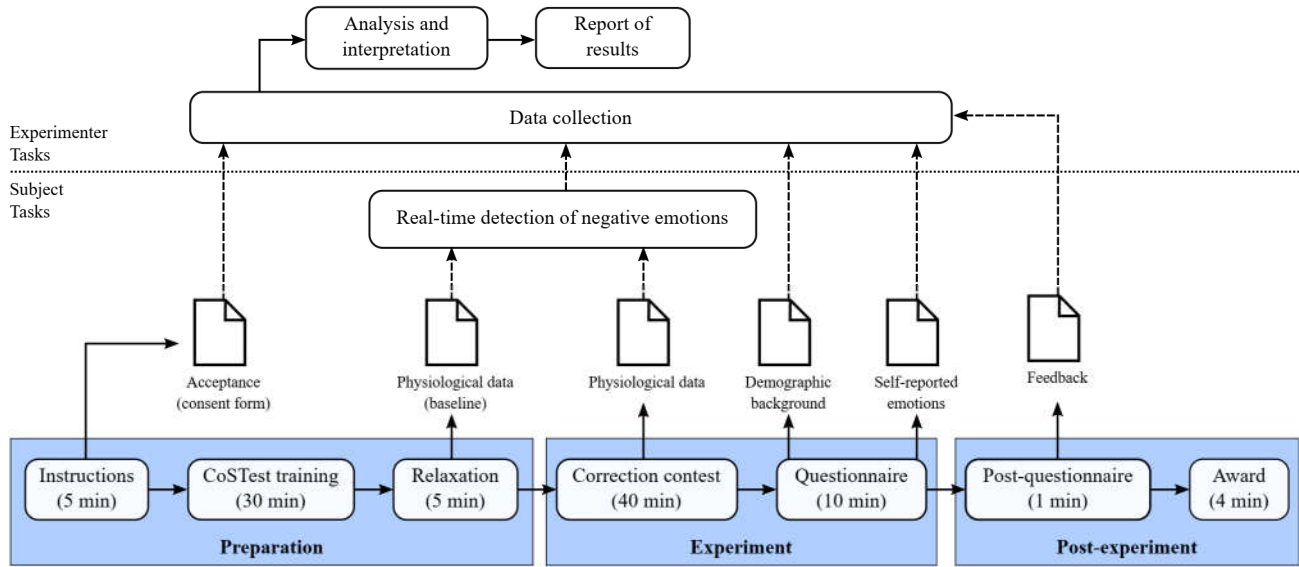 Analysis and
interpretation
Report of
results
Data collection
Experimenter
Tasks
Subject
Tasks
Real-time detection of negative emotions
Acceptance
(consent form)
Physiological data
(baseline)
Physiological data
Demographic
background
Self-reported
emotions
Feedback
Instructions
(5 min)
CoSTest training
(30 min)
Relaxation
(5 min)
Correction contest
(40 min)
Questionnaire
(10 min)
Post-questionnaire
(1 min)
Award
(4 min)
Preparation
Experiment
Post-experiment